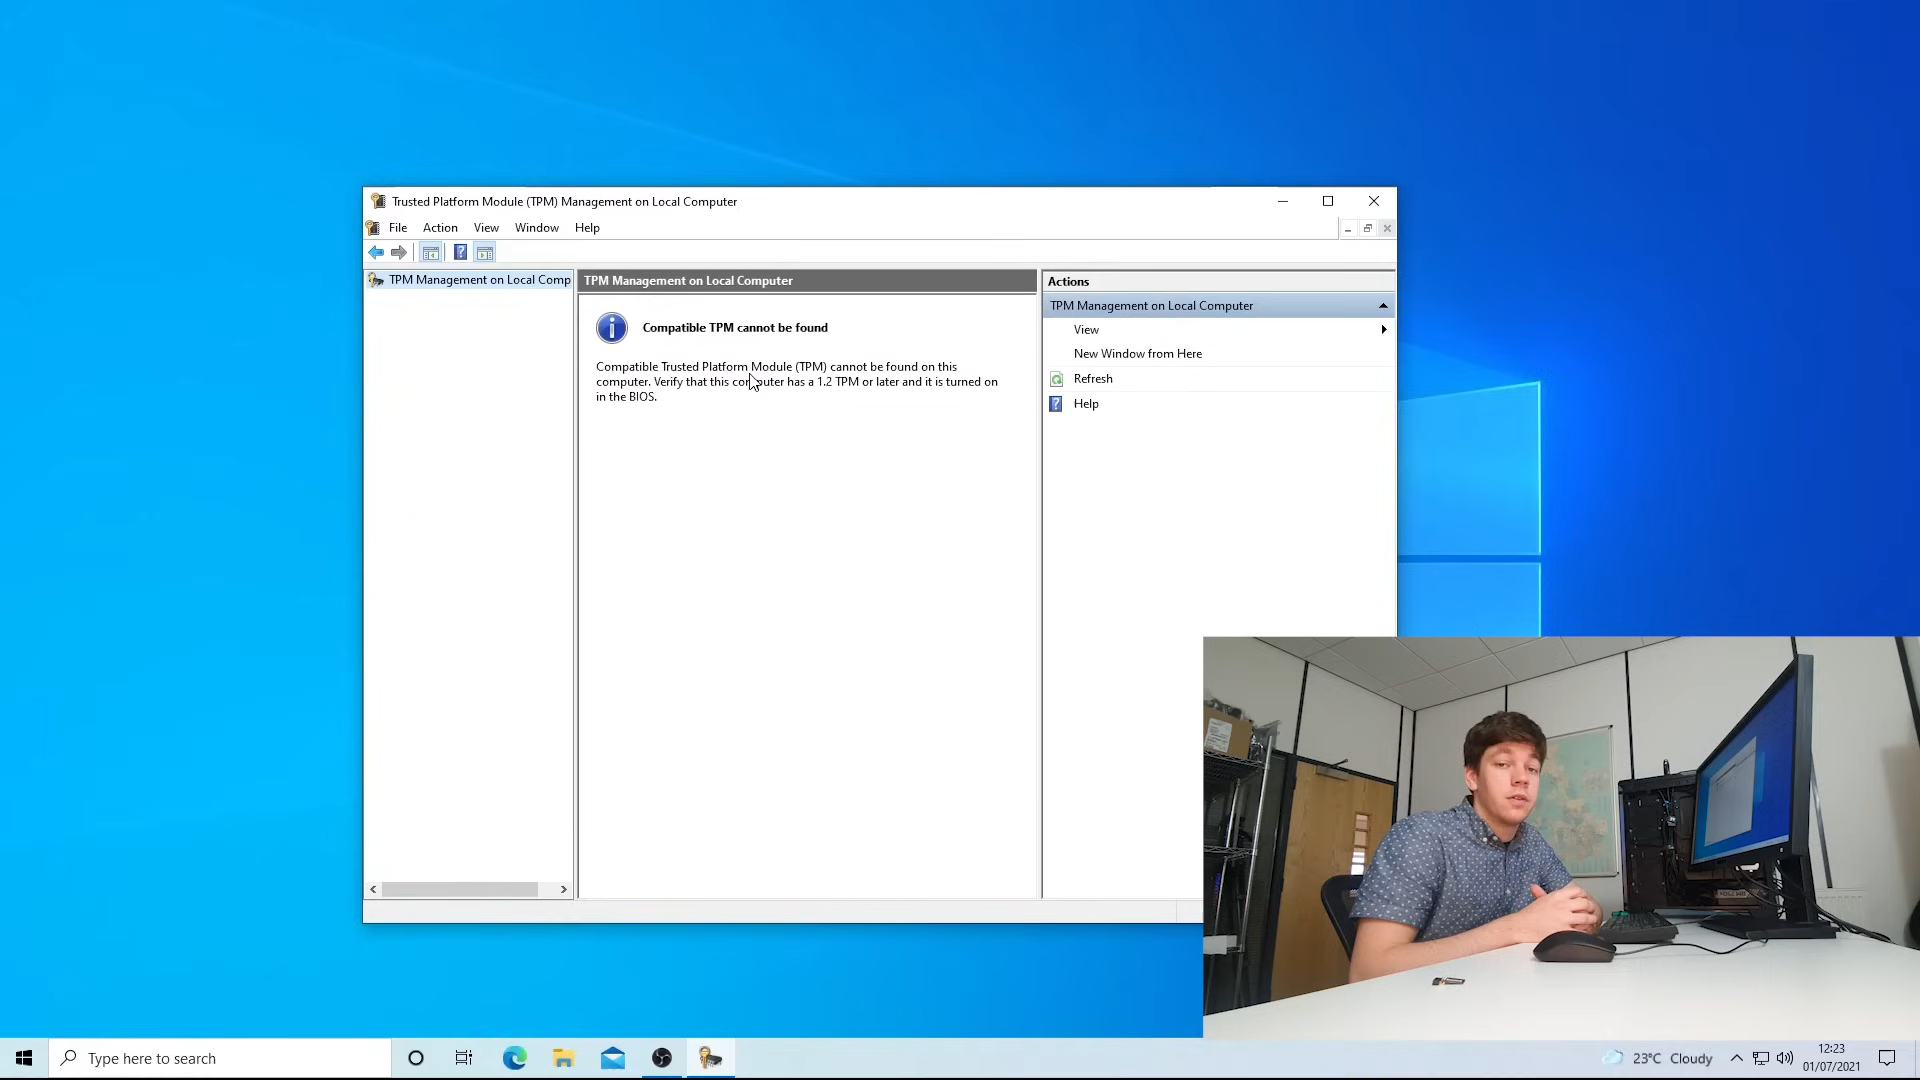 Trusted Platform Module (TPM) Management on Local Computer
File Action View Window Help
TPM Management on Local Comp
TPM Management on Local Computer
Compatible TPM cannot be found
Compatible Trusted Platform Module (TPM) cannot be found on this
computer. Verify that this computer has a 1.2 TPM or later and it is turned on
in the BIOS.
Actions
TPM Management on Local Computer
View
New Window from Here
Refresh
Help
Type here to search
23°C Cloudy
12:23
01/07/2021